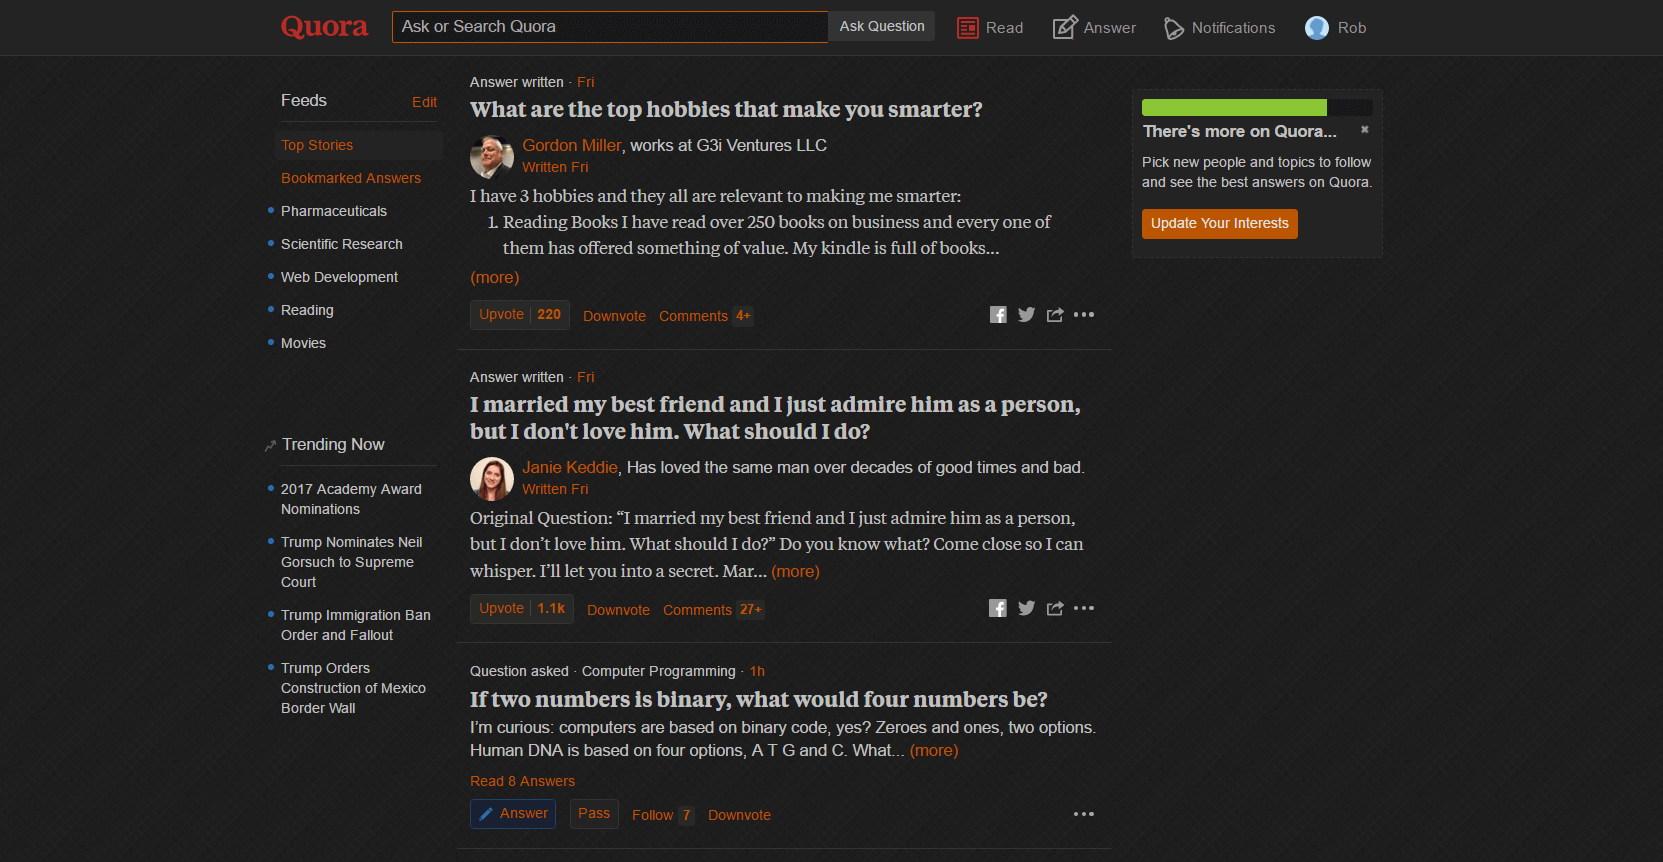 Quora
Ask or Search Quora
Ask Question
Read
Answer
Notifications
Rob
Feeds
Edit
Top Stories
Bookmarked Answers
Pharmaceuticals
Scientific Research
Web Development
Reading
Movies
Trending Now
2017 Academy Award
Nominations
Trump Nominates Neil
Gorsuch to Supreme
Court
Trump Immigration Ban
Order and Fallout
Trump Orders
Construction of Mexico
Border Wall
Answer written · Fri
What are the top hobbies that make you smarter?
Gordon Miller, works at G3i Ventures LLC
Written Fri
I have 3 hobbies and they all are relevant to making me smarter:
1. Reading Books I have read over 250 books on business and every one of
them has offered something of value. My kindle is full of books...
(more)
Upvote 220 Downvote Comments 4+
Answer written · Fri
I married my best friend and I just admire him as a person,
but I don't love him. What should I do?
Janie Keddie, Has loved the same man over decades of good times and bad.
Written Fri
Original Question: “I married my best friend and I just admire him as a person,
but I don’t love him. What should I do?” Do you know what? Come close so I can
whisper. I’ll let you into a secret. Mar... (more)
Upvote 1.1k Downvote Comments 27+
Question asked · Computer Programming · 1h
If two numbers is binary, what would four numbers be?
I’m curious: computers are based on binary code, yes? Zeroes and ones, two options.
Human DNA is based on four options, A T G and C. What... (more)
Read 8 Answers
Answer Pass Follow 7 Downvote
There's more on Quora...
Pick new people and topics to follow
and see the best answers on Quora.
Update Your Interests